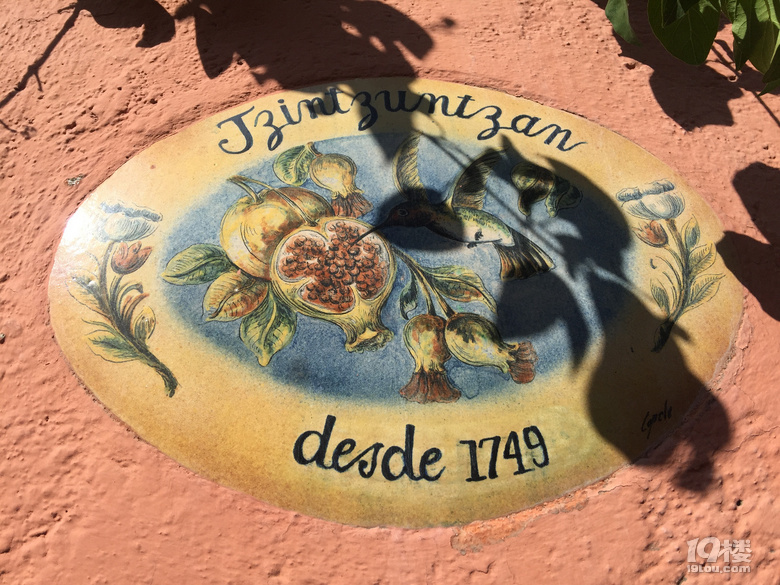 Tzintzuntzan
desde 1749
19楼
19lou.com